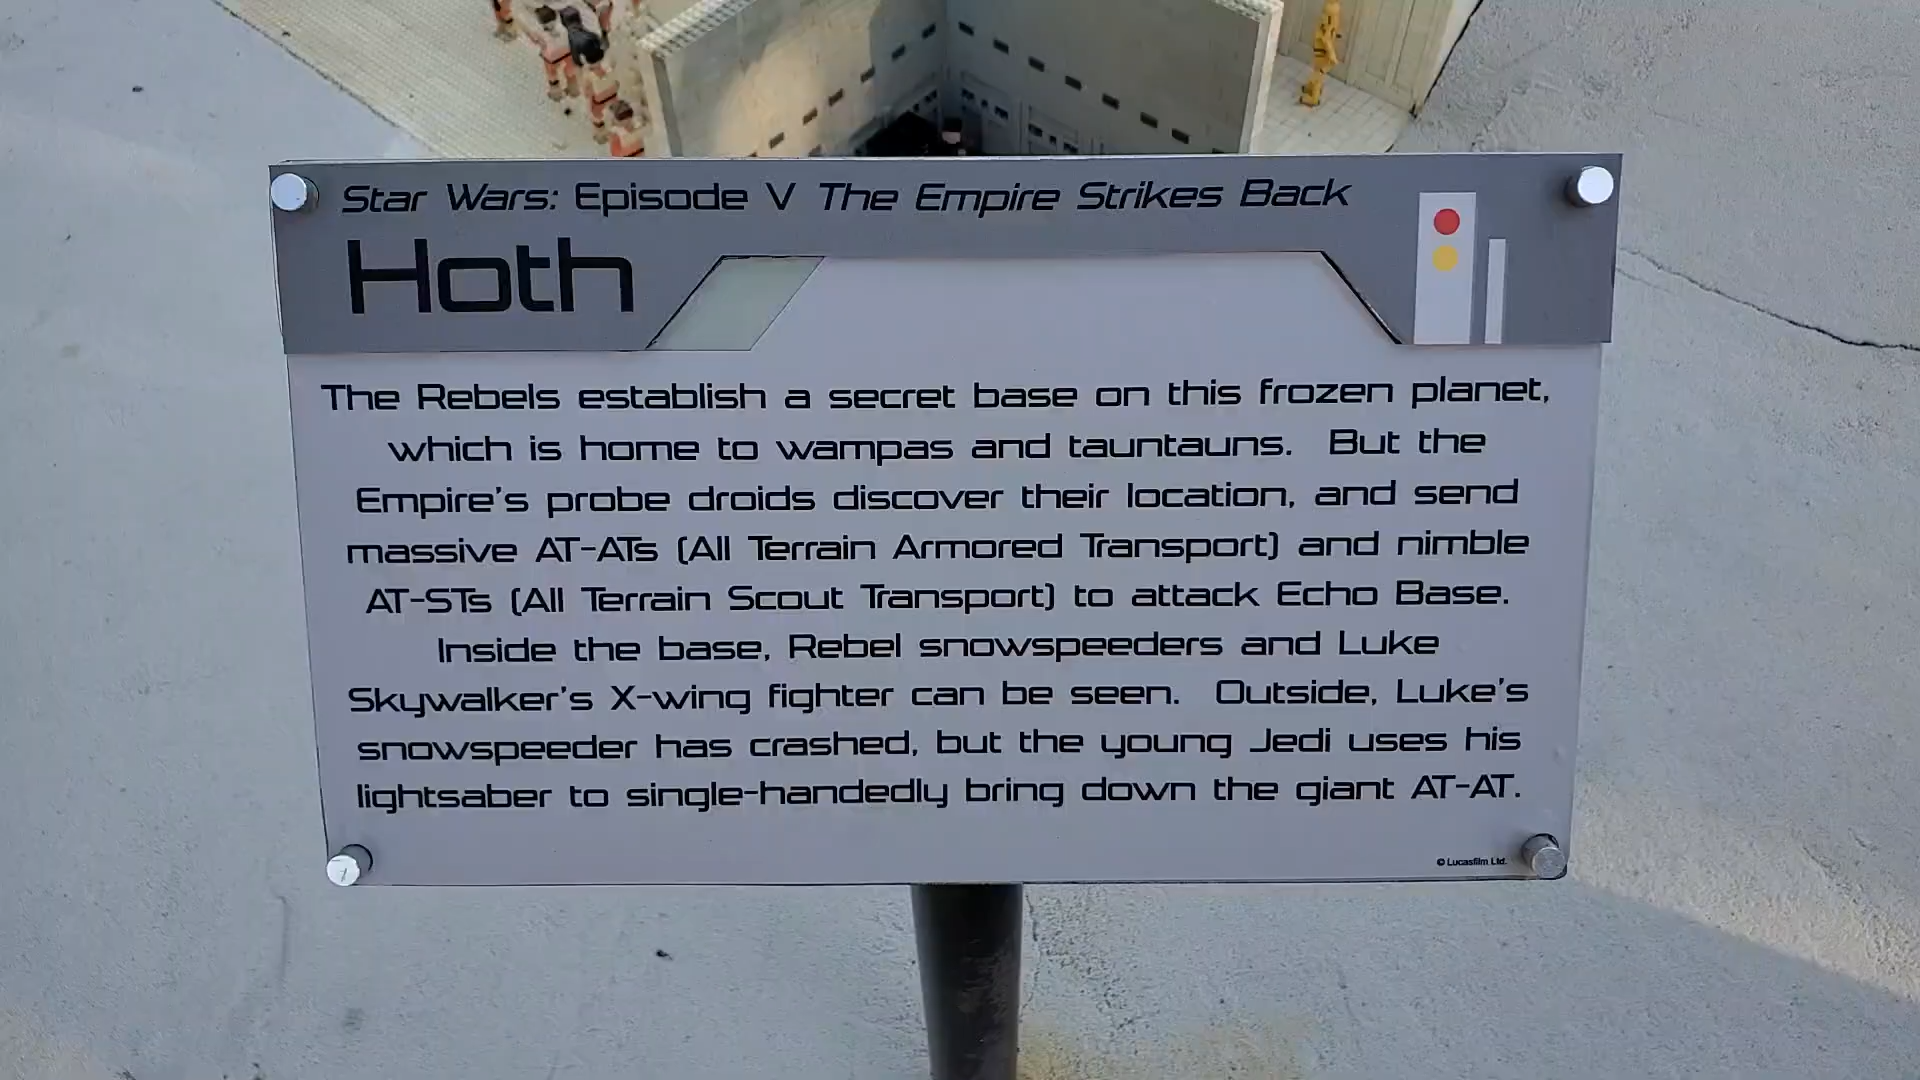 Star Wars: Episode V The Empire Strikes Back
Hoth
The Rebels establish a secret base on this frozen planet,
which is home to wampas and tauntauns. But the
Empire's probe droids discover their location, and send
massive AT-ATs (All Terrain Armored Transport) and nimble
AT-STs (All Terrain Scout Transport) to attack Echo Base.
Inside the base, Rebel snowspeeders and Luke
Skywalker's X-wing fighter can be seen. Outside, Luke's
snowspeeder has crashed, but the young Jedi uses his
lightsaber to single-handedly bring down the giant AT-AT.
© Lucasfilm Ltd.